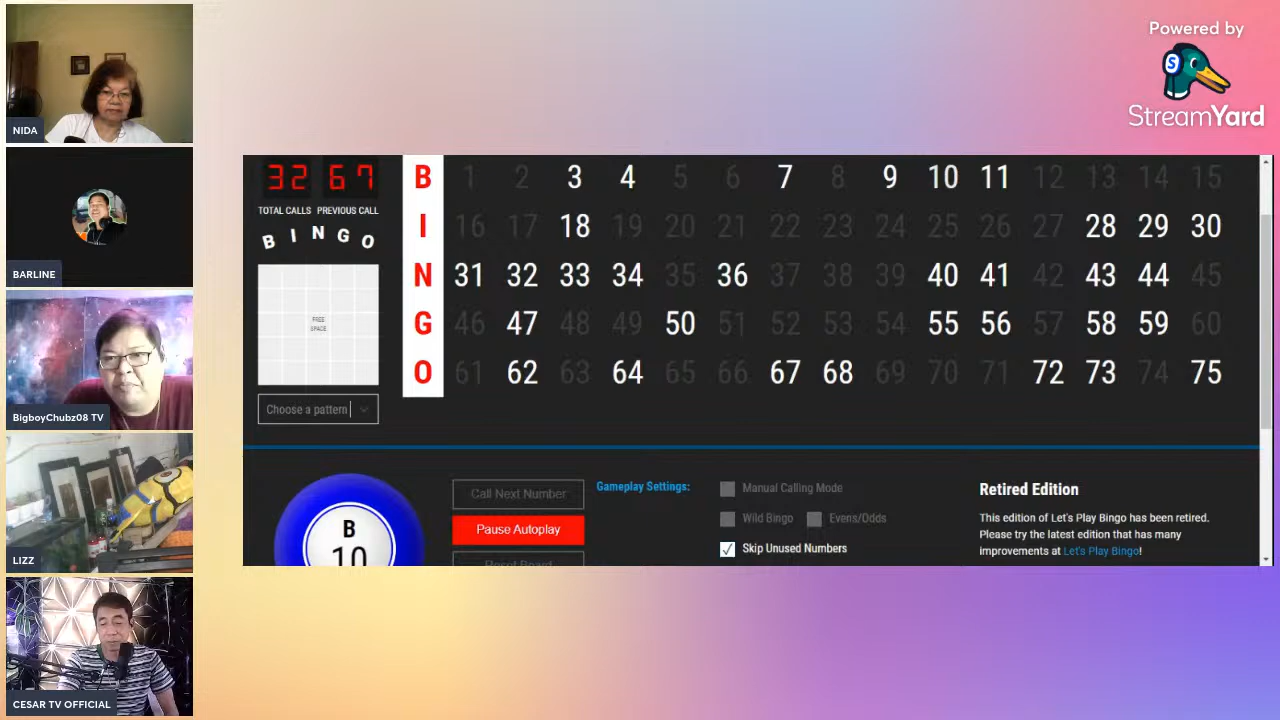 NIDA
BARLINE
BigboyChubz08 TV
LIZZ
CESAR TV OFFICIAL
Powered by
S
StreamYard
32 67
TOTAL CALLS PREVIOUS CALL
BINGO
FREE
SPACE
Choose a pattern
B 1 2 3 4 5 6 7 8 9 10 11 12 13 14 15
I 16 17 18 19 20 21 22 23 24 25 26 27 28 29 30
N 31 32 33 34 35 36 37 38 39 40 41 42 43 44 45
G 46 47 48 49 50 51 52 53 54 55 56 57 58 59 60
O 61 62 63 64 65 66 67 68 69 70 71 72 73 74 75
B
10
Call Next Number
Pause Autoplay
Reset Board
Gameplay Settings:
Manual Calling Mode
Wild Bingo Evens/Odds
Skip Unused Numbers
Retired Edition
This edition of Let's Play Bingo has been retired.
Please try the latest edition that has many
improvements at Let's Play Bingo!